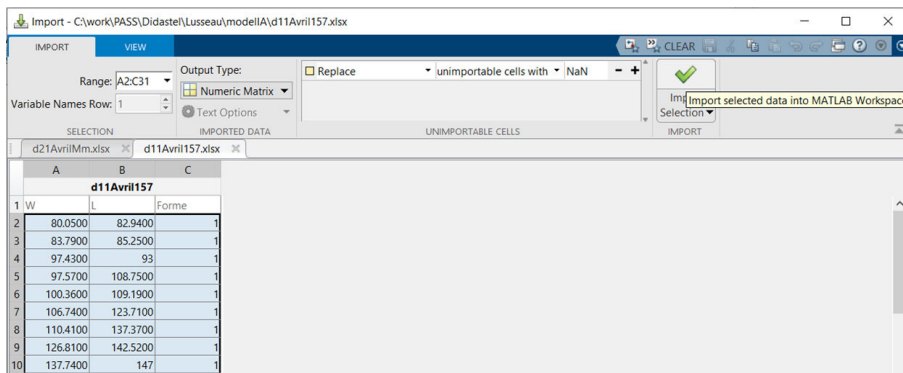 Import - C:\work\PASS\Didastel\Lusseau\modelIA\d11Avril157.xlsx
IMPORT VIEW CLEAR
Range: A2:C31 Output Type: Replace unimportable cells with NaN - +
Variable Names Row: 1 Numeric Matrix
Text Options
Import selected data into MATLAB Workspace
Selection
SELECTION IMPORTED DATA UNIMPORTABLE CELLS IMPORT
d21AvrilMm.xlsx d11Avril157.xlsx
A B C
d11Avril157
1 W L Forme
2 80.0500 82.9400 1
3 83.7900 85.2500 1
4 97.4300 93 1
5 97.5700 108.7500 1
6 100.3600 109.1900 1
7 106.7400 123.7100 1
8 110.4100 137.3700 1
9 126.8100 142.5200 1
10 137.7400 147 1